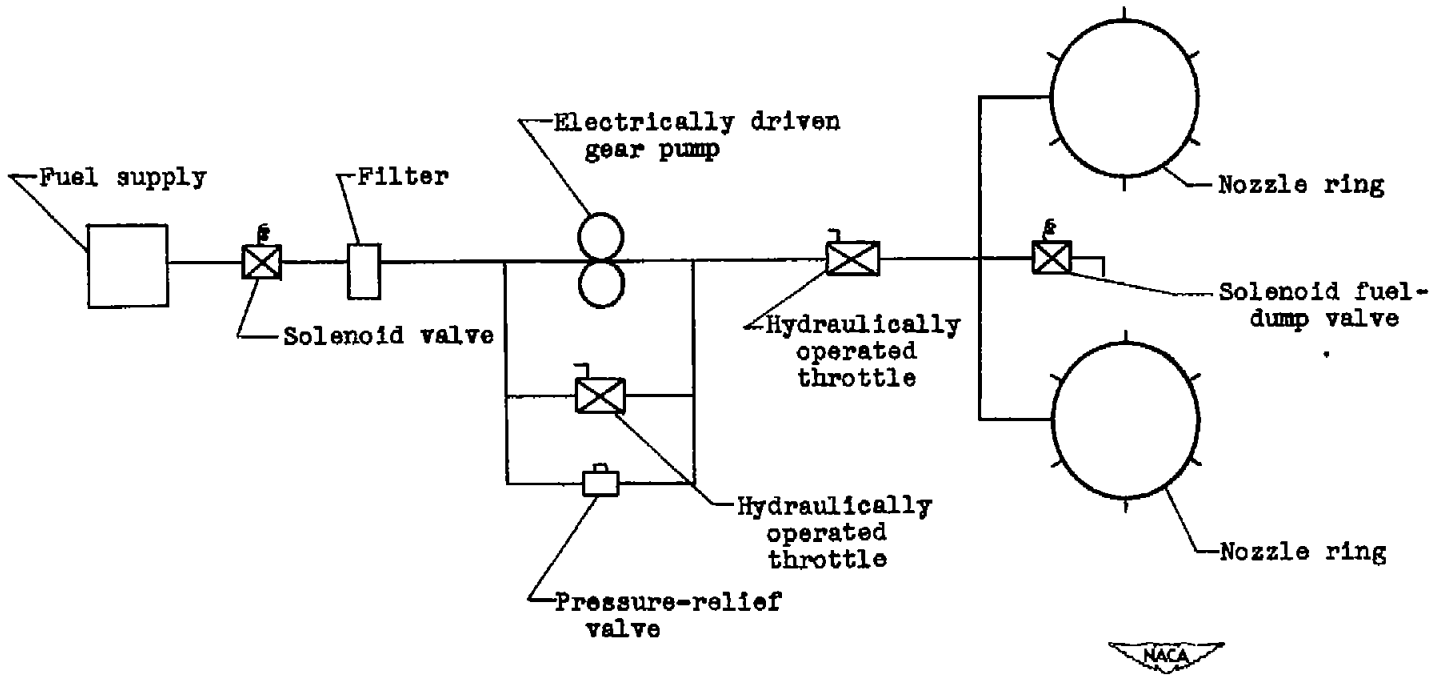 Electrically driven
gear pump
Fuel supply
Filter
Nozzle ring
Solenoid valve
Hydraulically
operated
throttle
Solenoid fuel-
dump valve
Hydraulically
operated
throttle
Nozzle ring
Pressure-relief
valve
NACA